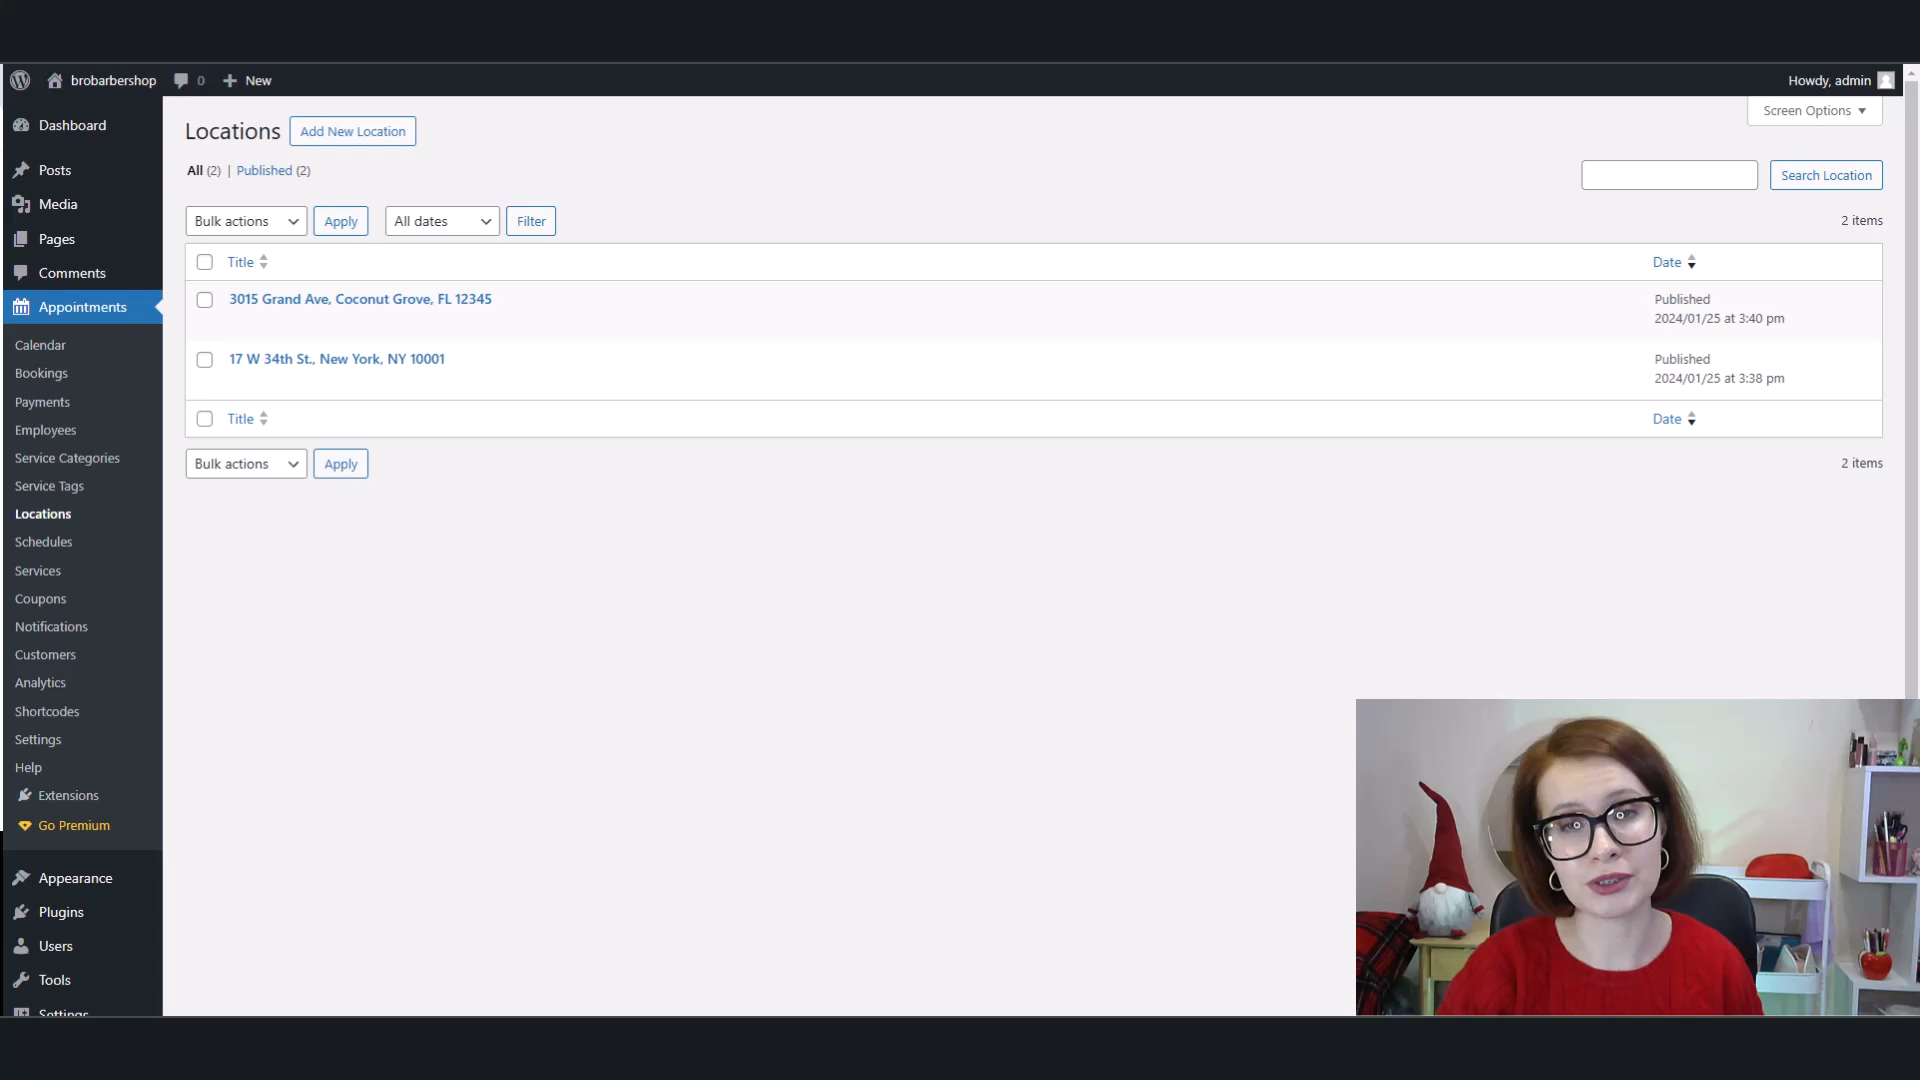 brobarbershop 0 New Howdy, admin
Dashboard
Posts
Media
Pages
Comments
Appointments
Calendar
Bookings
Payments
Employees
Service Categories
Service Tags
Locations
Schedules
Services
Coupons
Notifications
Customers
Analytics
Shortcodes
Settings
Help
Extensions
Go Premium
Appearance
Plugins
Users
Tools
Settings
Screen Options
Locations Add New Location
All (2) | Published (2)
Search Location
Bulk actions Apply All dates Filter 2 items
Title Date
3015 Grand Ave, Coconut Grove, FL 12345 Published
2024/01/25 at 3:40 pm
17 W 34th St., New York, NY 10001 Published
2024/01/25 at 3:38 pm
Title Date
Bulk actions Apply 2 items